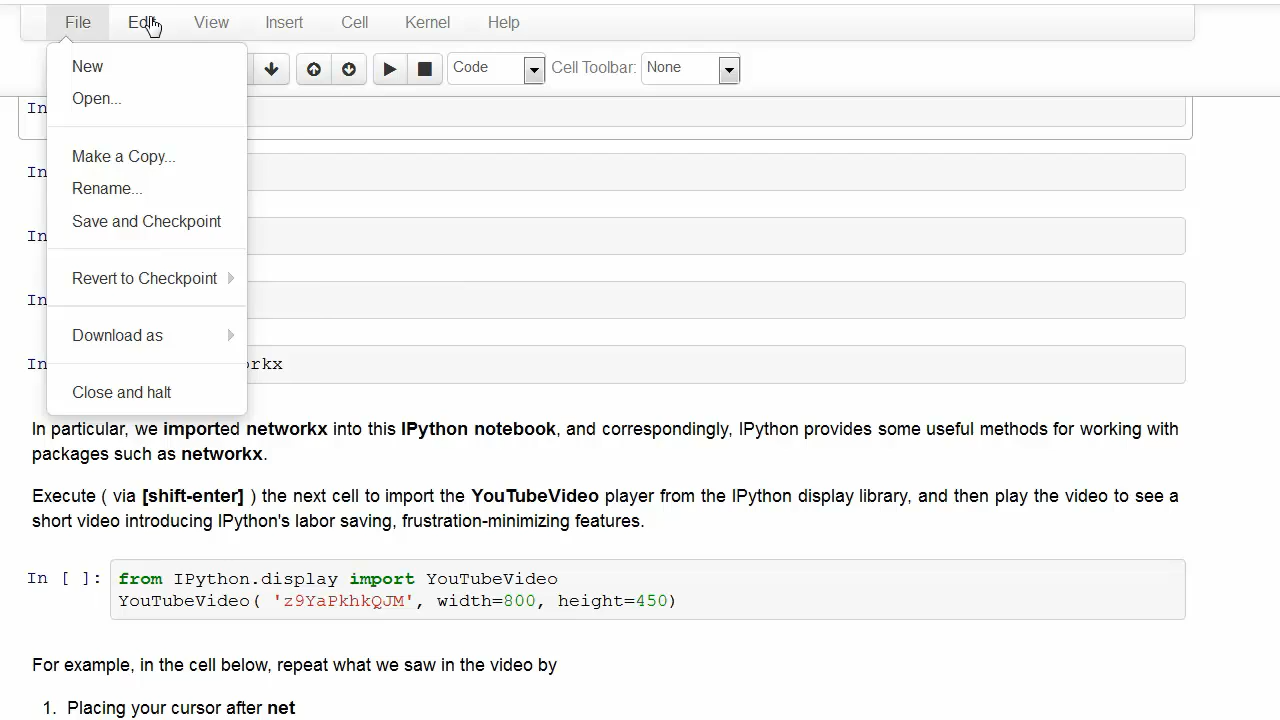 File Edit View Insert Cell Kernel Help
Code Cell Toolbar: None
New
Open...
Make a Copy...
Rename...
Save and Checkpoint
Revert to Checkpoint
Download as
Close and halt
In
In
In
In
In orkx
In particular, we imported networkx into this IPython notebook, and correspondingly, IPython provides some useful methods for working with
packages such as networkx.
Execute ( via [shift-enter] ) the next cell to import the YouTubeVideo player from the IPython display library, and then play the video to see a
short video introducing IPython's labor saving, frustration-minimizing features.
In [ ]: from IPython.display import YouTubeVideo
YouTubeVideo( 'z9YaPkhkQJM', width=800, height=450)
For example, in the cell below, repeat what we saw in the video by
1. Placing your cursor after net